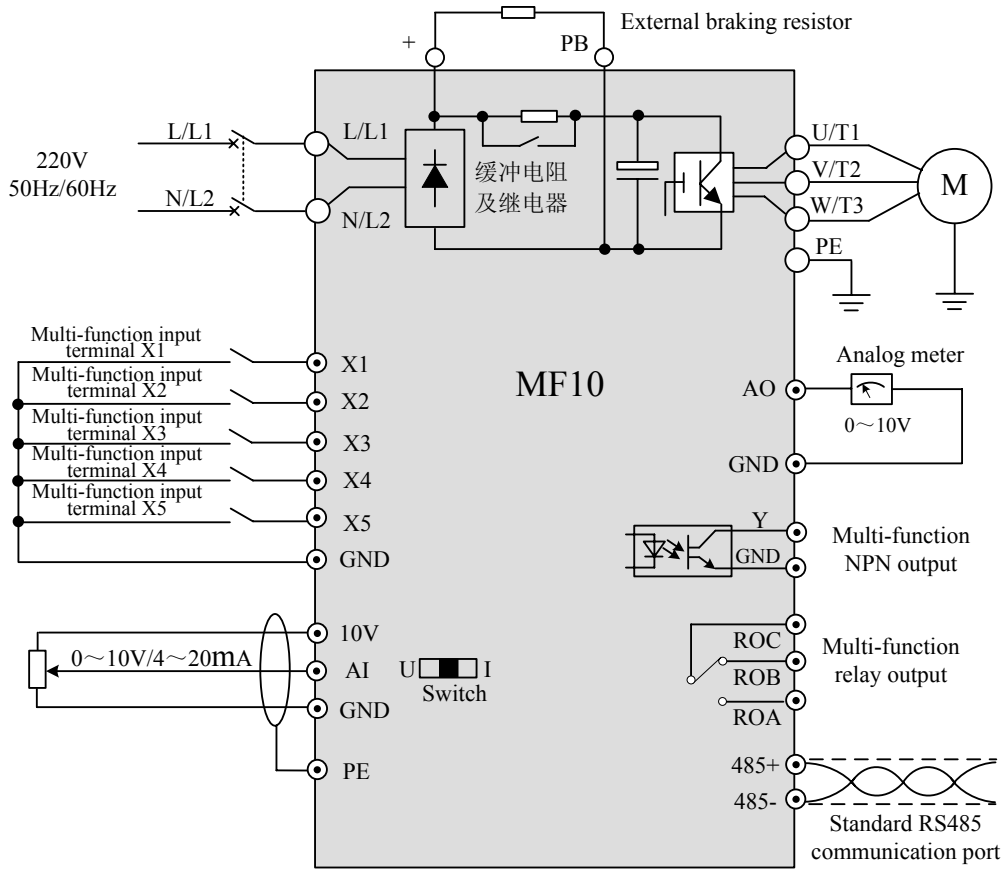 External braking resistor
+
PB
L/L1
L/L1
U/T1
220V
50Hz/60Hz
缓冲电阻
及继电器
V/T2
M
N/L2
N/L2
W/T3
PE
Multi-function input
terminal X1
X1
Multi-function input
terminal X2
X2
Multi-function input
terminal X3
X3
Multi-function input
terminal X4
X4
Multi-function input
terminal X5
X5
GND
MF10
Analog meter
AO
0~10V
GND
Y
GND
Multi-function
NPN output
10V
0~10V/4~20mA
AI
GND
PE
U
I
Switch
ROC
ROB
ROA
Multi-function
relay output
485+
485-
Standard RS485
communication port